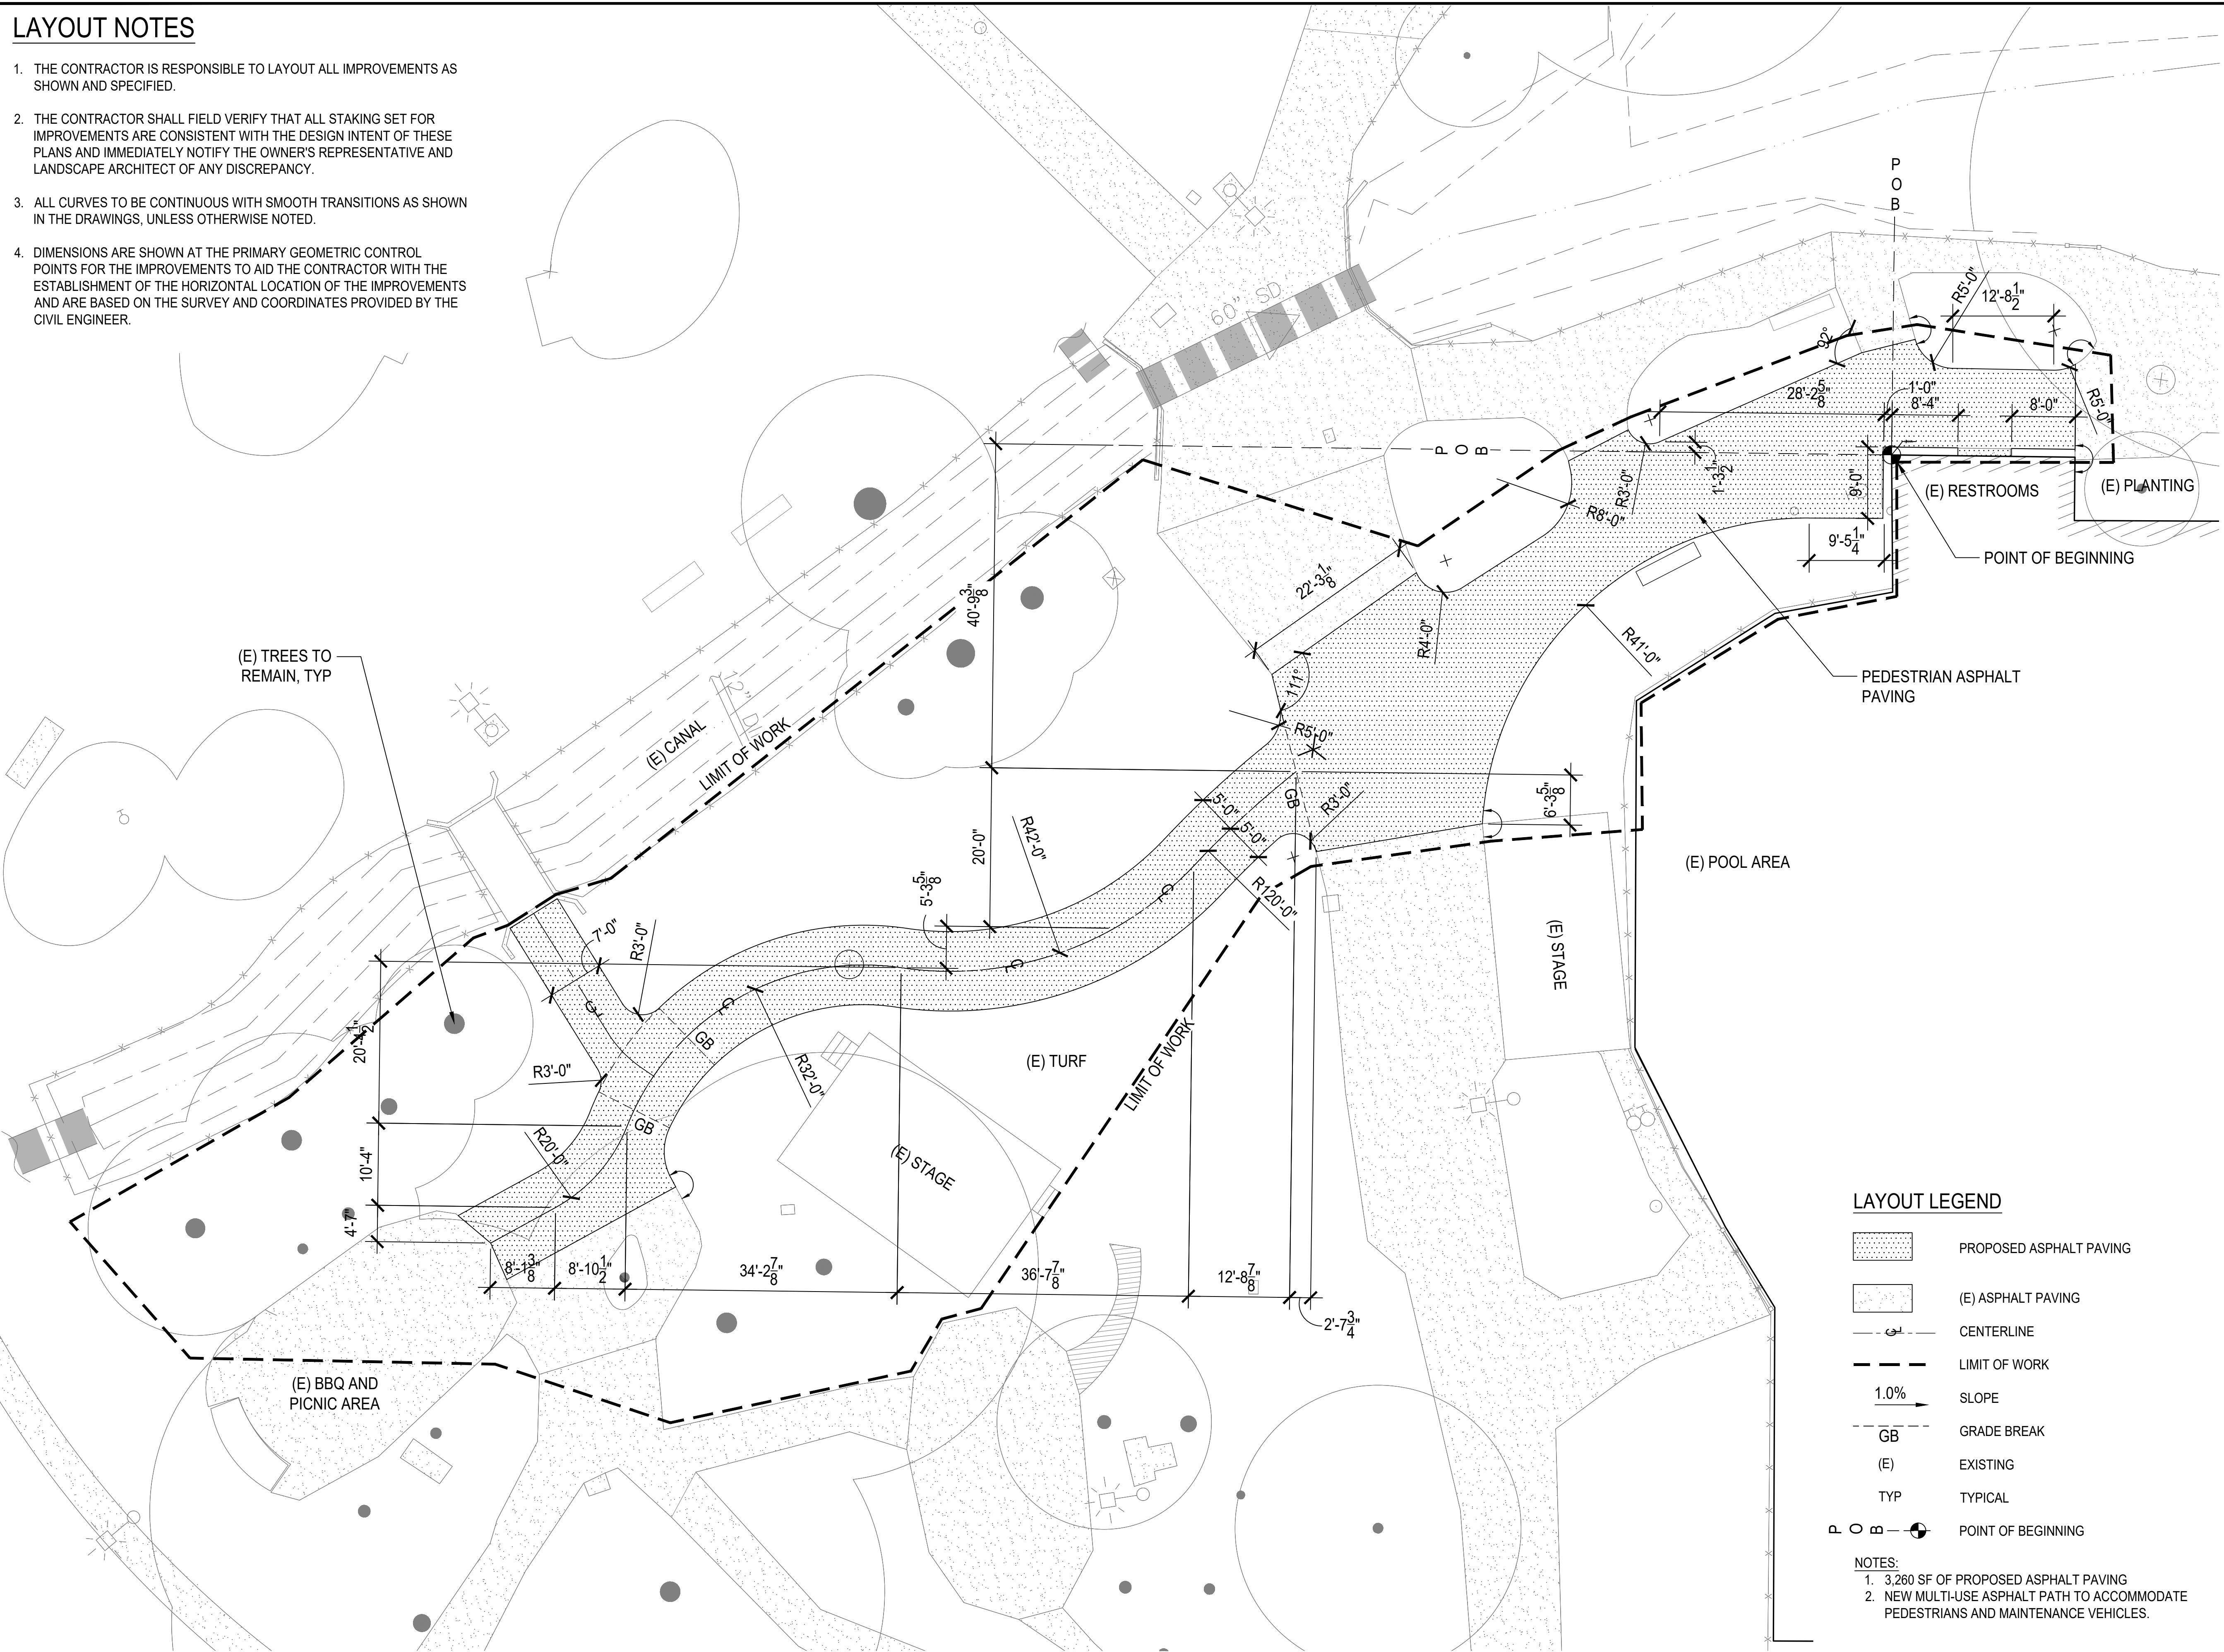 LAYOUT NOTES
1. THE CONTRACTOR IS RESPONSIBLE TO LAYOUT ALL IMPROVEMENTS AS
SHOWN AND SPECIFIED.
2. THE CONTRACTOR SHALL FIELD VERIFY THAT ALL STAKING SET FOR
IMPROVEMENTS ARE CONSISTENT WITH THE DESIGN INTENT OF THESE
PLANS AND IMMEDIATELY NOTIFY THE OWNER'S REPRESENTATIVE AND
LANDSCAPE ARCHITECT OF ANY DISCREPANCY.
3. ALL CURVES TO BE CONTINUOUS WITH SMOOTH TRANSITIONS AS SHOWN
IN THE DRAWINGS, UNLESS OTHERWISE NOTED.
4. DIMENSIONS ARE SHOWN AT THE PRIMARY GEOMETRIC CONTROL
POINTS FOR THE IMPROVEMENTS TO AID THE CONTRACTOR WITH THE
ESTABLISHMENT OF THE HORIZONTAL LOCATION OF THE IMPROVEMENTS
AND ARE BASED ON THE SURVEY AND COORDINATES PROVIDED BY THE
CIVIL ENGINEER.
P
O
B
60" SD
R5'-0"
12'-8 1/2"
92°
28'-2 5/8"
1'-0"
8'-4"
8'-0"
R5'-0"
P O B
R3'-0"
1'-3 1/2"
9'-0"
(E) RESTROOMS
(E) PLANTING
R8'-0"
9'-5 1/4"
POINT OF BEGINNING
22'-3 1/8"
40'-9 3/8"
R4'-0"
R41'-0"
(E) TREES TO
REMAIN, TYP
PEDESTRIAN ASPHALT
PAVING
111°
12"
(E) CANAL
LIMIT OF WORK
R5'-0"
5'-0"
5'-0"
GB
R3'-0"
6'-3 5/8"
20'-0"
R42'-0"
(E) POOL AREA
5'-3 5/8"
CL
R120'-0"
7'-0"
R3'-0"
(E) STAGE
CL
CL
CL
GB
20'-4 1/2"
R3'-0"
R32'-0"
(E) TURF
LIMIT OF WORK
GB
R20'-0"
10'-4"
(E) STAGE
4'-7"
8'-1 3/8"
8'-10 1/2"
34'-2 7/8"
36'-7 7/8"
12'-8 7/8"
2'-7 3/4"
(E) BBQ AND
PICNIC AREA
LAYOUT LEGEND
PROPOSED ASPHALT PAVING
(E) ASPHALT PAVING
CL CENTERLINE
LIMIT OF WORK
1.0% SLOPE
GB GRADE BREAK
(E) EXISTING
TYP TYPICAL
P O B POINT OF BEGINNING
NOTES:
1. 3,260 SF OF PROPOSED ASPHALT PAVING
2. NEW MULTI-USE ASPHALT PATH TO ACCOMMODATE
PEDESTRIANS AND MAINTENANCE VEHICLES.